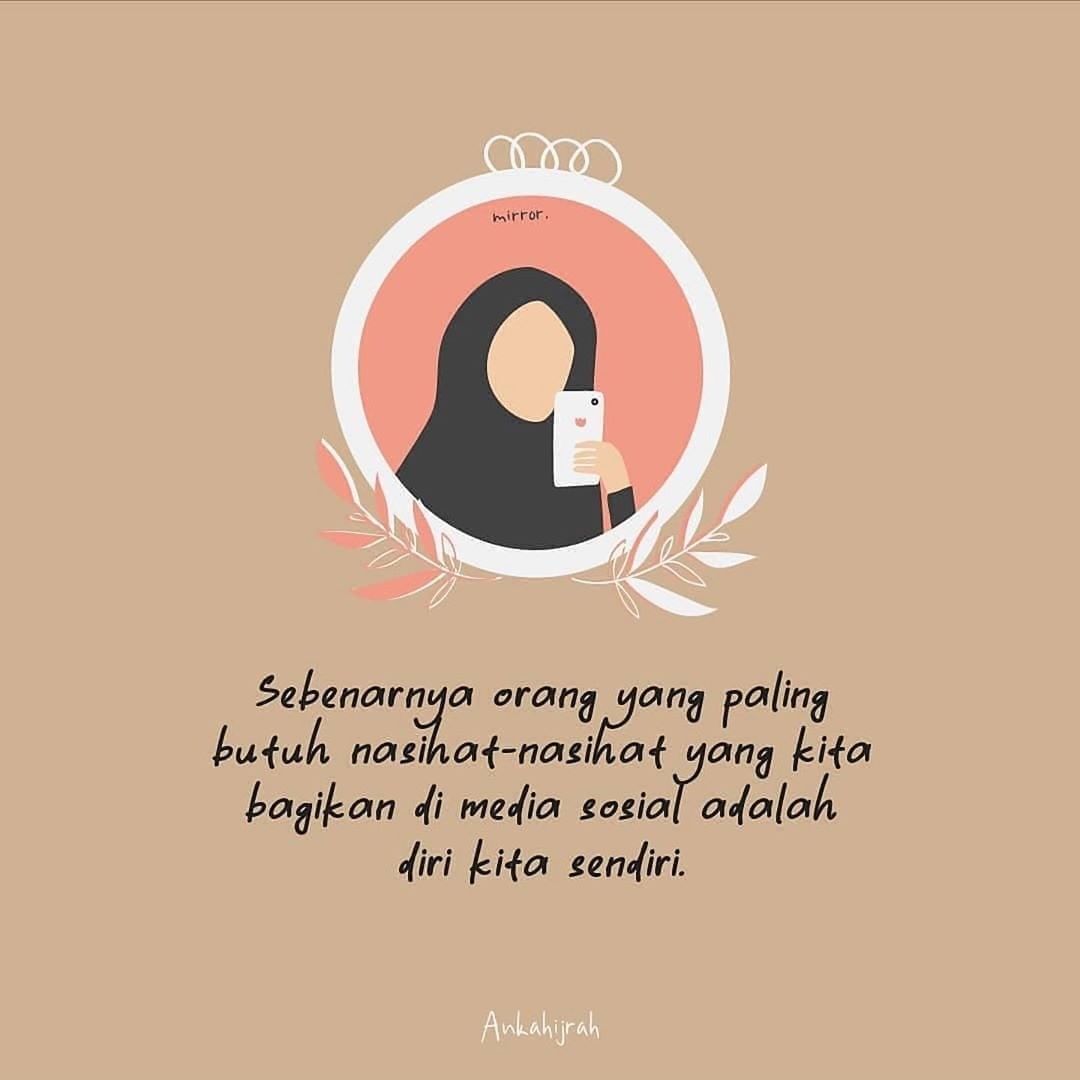 mirror.
Sebenarnya orang yang paling
butuh nasihat-nasihat yang kita
bagikan di media sosial adalah
diri kita sendiri.
Ankahijrah